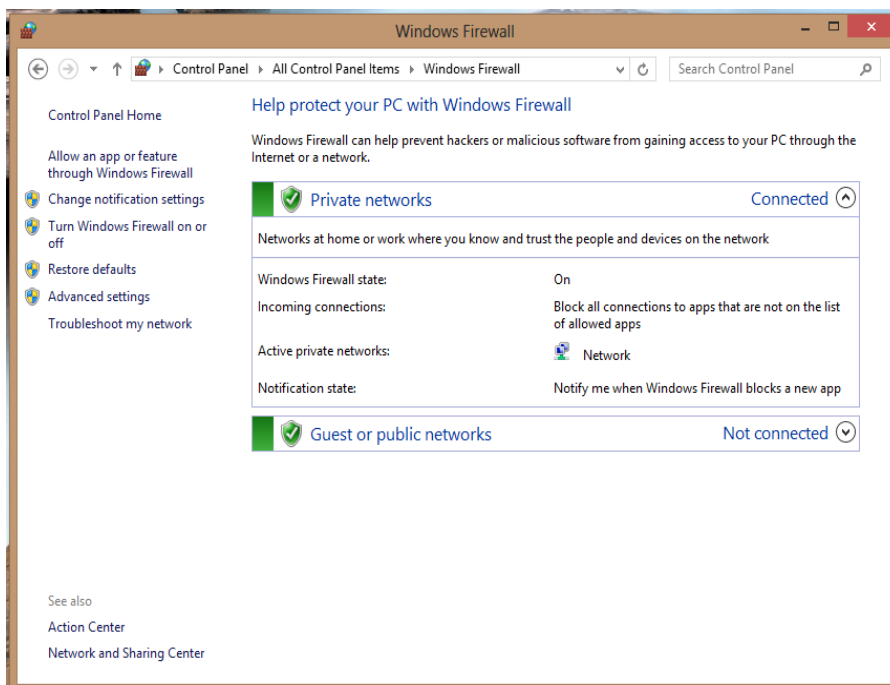 Windows Firewall
Control Panel All Control Panel Items Windows Firewall
Search Control Panel
Control Panel Home
Allow an app or feature
through Windows Firewall
Change notification settings
Turn Windows Firewall on or
off
Restore defaults
Advanced settings
Troubleshoot my network
See also
Action Center
Network and Sharing Center
Help protect your PC with Windows Firewall
Windows Firewall can help prevent hackers or malicious software from gaining access to your PC through the
Internet or a network.
Private networks Connected
Networks at home or work where you know and trust the people and devices on the network
Windows Firewall state: On
Incoming connections: Block all connections to apps that are not on the list
of allowed apps
Active private networks: Network
Notification state: Notify me when Windows Firewall blocks a new app
Guest or public networks Not connected